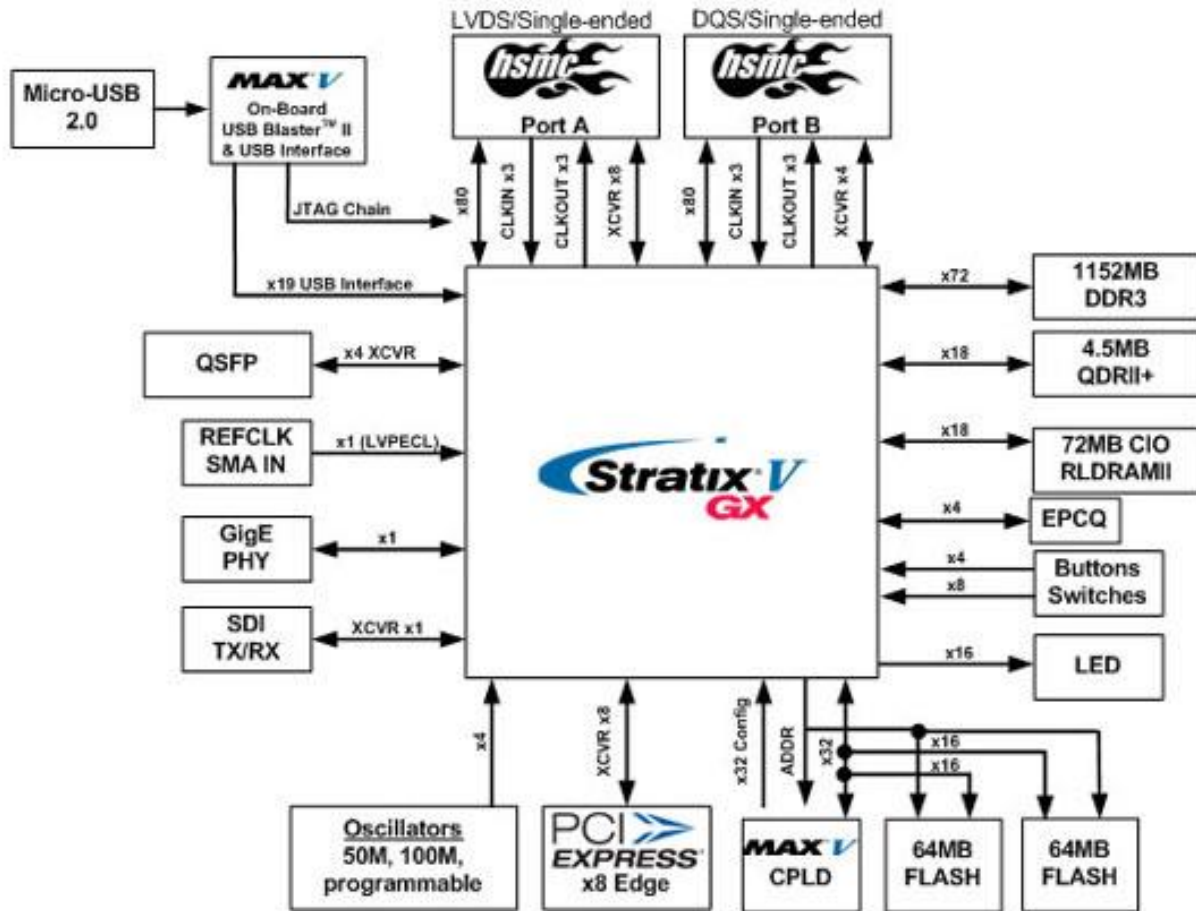 LVDS/Single-ended
DQS/Single-ended
hsmc
Port A
hsmc
Port B
Micro-USB
2.0
MAX V
On-Board
USB Blaster™ II
& USB Interface
x80
CLKIN x3
CLKOUT x3
XCVR x8
x80
CLKIN x3
CLKOUT x3
XCVR x4
JTAG Chain
x19 USB Interface
x72
1152MB
DDR3
QSFP
x4 XCVR
x18
4.5MB
QDRII+
REFCLK
SMA IN
x1 (LVPECL)
x18
72MB CIO
RLDRAMII
Stratix V
GX
x4
EPCQ
GigE
PHY
x1
x4
x8
Buttons
Switches
SDI
TX/RX
XCVR x1
x16
LED
x4
XCVR x8
x32 Config
ADDR
x32
x16
x16
Oscillators
50M, 100M,
programmable
PCI
EXPRESS
x8 Edge
MAX V
CPLD
64MB
FLASH
64MB
FLASH